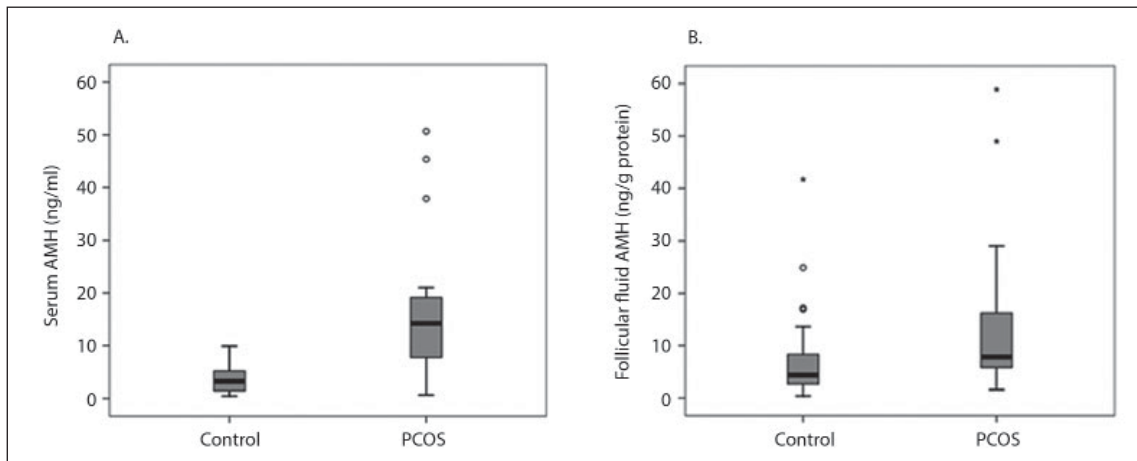 A.
Serum AMH (ng/ml)
60
50
40
30
20
10
0
Control PCOS
B.
Follicular fluid AMH (ng/g protein)
60
50
40
30
20
10
0
Control PCOS